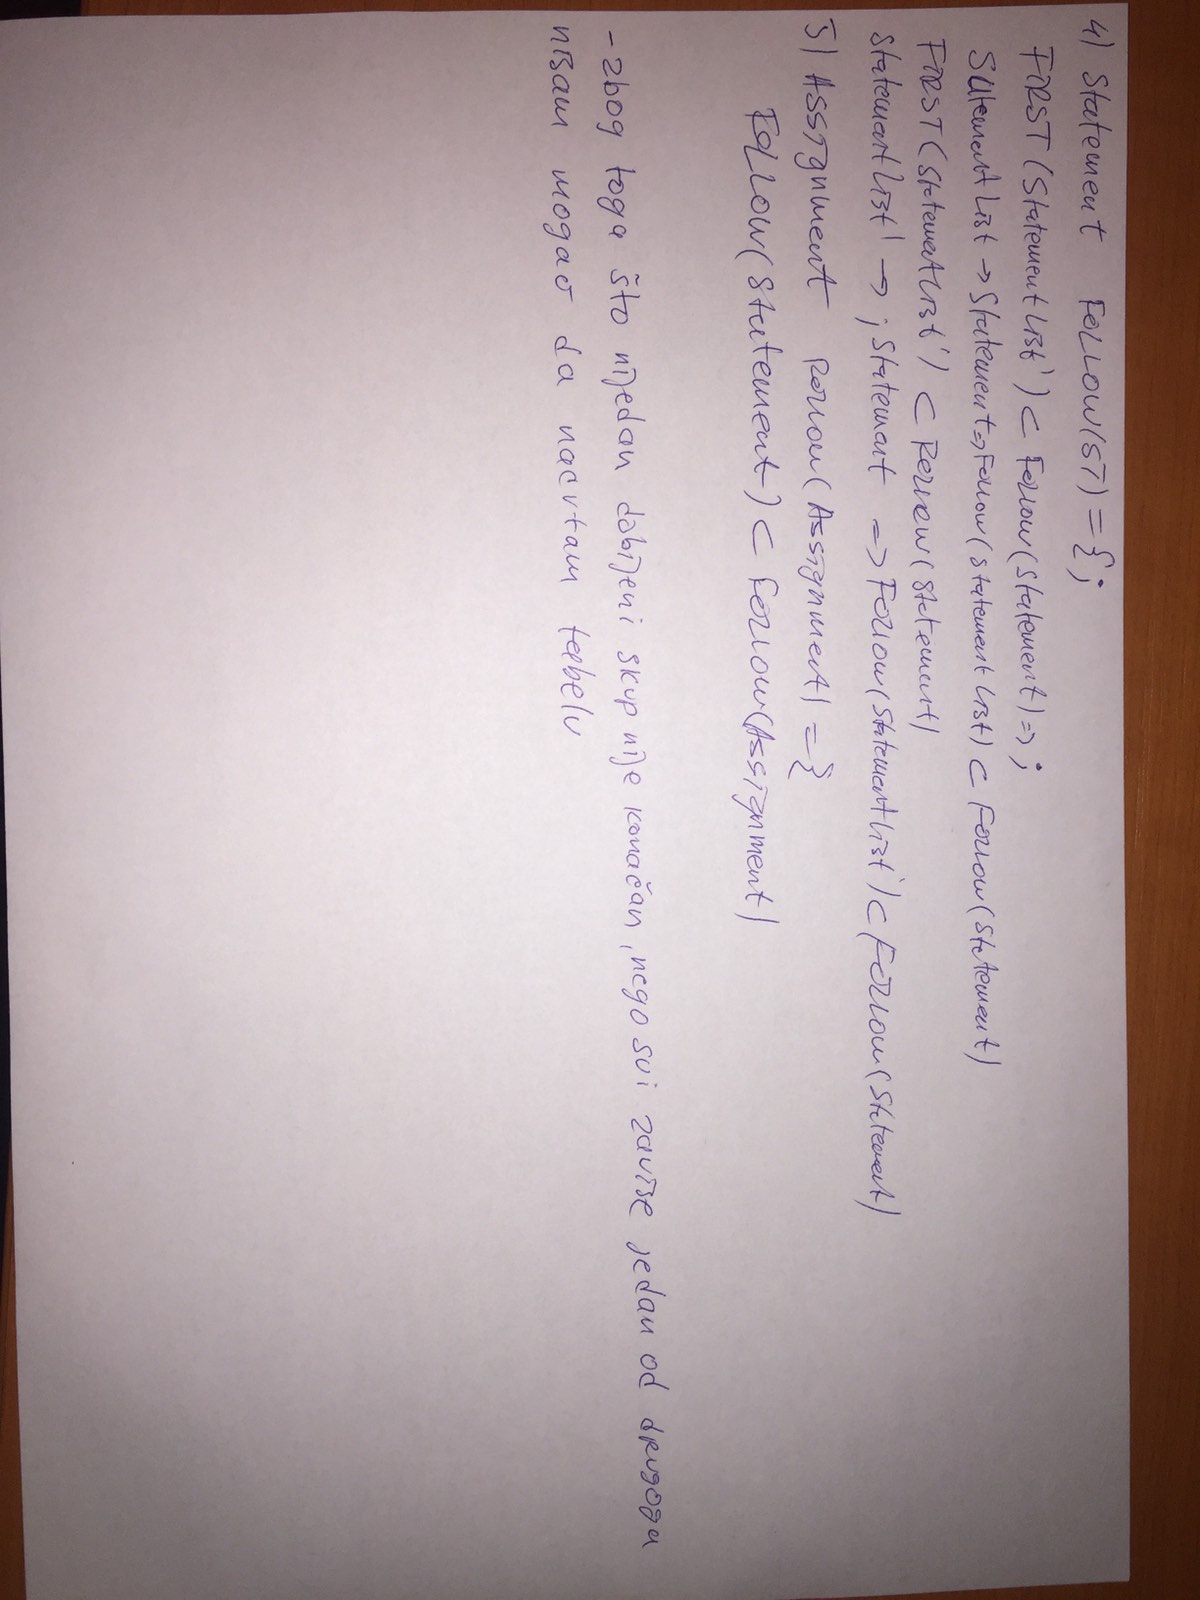 4) Statement FOLLOW(ST) = { ;
FIRST(StatementList') ⊂ Follow(Statement) => ;
StatementList → Statement => Follow(StatementList) ⊂ Follow(Statement)
FIRST(StatementList') ⊂ Follow(Statement)
StatementList' → ; Statement => Follow(StatementList') ⊂ Follow(Statement)
5) Assignment Follow(Assignment) = {
FOLLOW(Statement) ⊂ Follow(Assignment)
- zbog toga što nijedan dobijeni skup nije konačan, nego svi zavise jedan od drugoga
nisam mogao da nacrtam tabelu